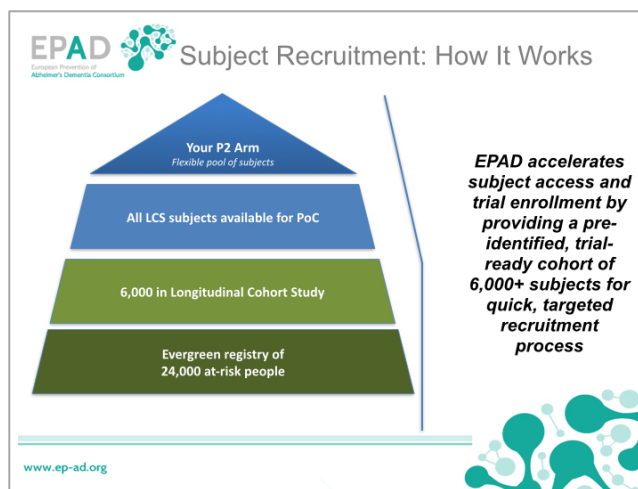 EPAD
European Prevention of
Alzheimer's Dementia Consortium
Subject Recruitment: How It Works
Your P2 Arm
Flexible pool of subjects
All LCS subjects available for PoC
6,000 in Longitudinal Cohort Study
Evergreen registry of
24,000 at-risk people
EPAD accelerates
subject access and
trial enrollment by
providing a pre-
identified, trial-
ready cohort of
6,000+ subjects for
quick, targeted
recruitment
process
www.ep-ad.org